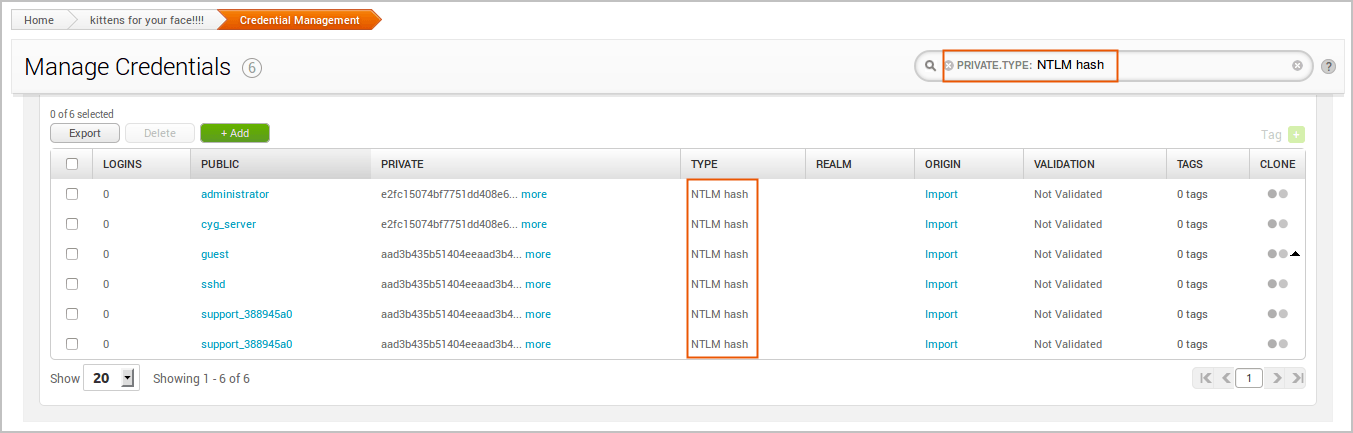 Home kittens for your face!!!! Credential Management
Manage Credentials 6 PRIVATE.TYPE: NTLM hash ?
0 of 6 selected
Export Delete + Add Tag +
LOGINS PUBLIC PRIVATE TYPE REALM ORIGIN VALIDATION TAGS CLONE
0 administrator e2fc15074bf7751dd408e6... more NTLM hash Import Not Validated 0 tags
0 cyg_server e2fc15074bf7751dd408e6... more NTLM hash Import Not Validated 0 tags
0 guest aad3b435b51404eeaad3b4... more NTLM hash Import Not Validated 0 tags
0 sshd aad3b435b51404eeaad3b4... more NTLM hash Import Not Validated 0 tags
0 support_388945a0 aad3b435b51404eeaad3b4... more NTLM hash Import Not Validated 0 tags
0 support_388945a0 aad3b435b51404eeaad3b4... more NTLM hash Import Not Validated 0 tags
Show 20 Showing 1 - 6 of 6 1